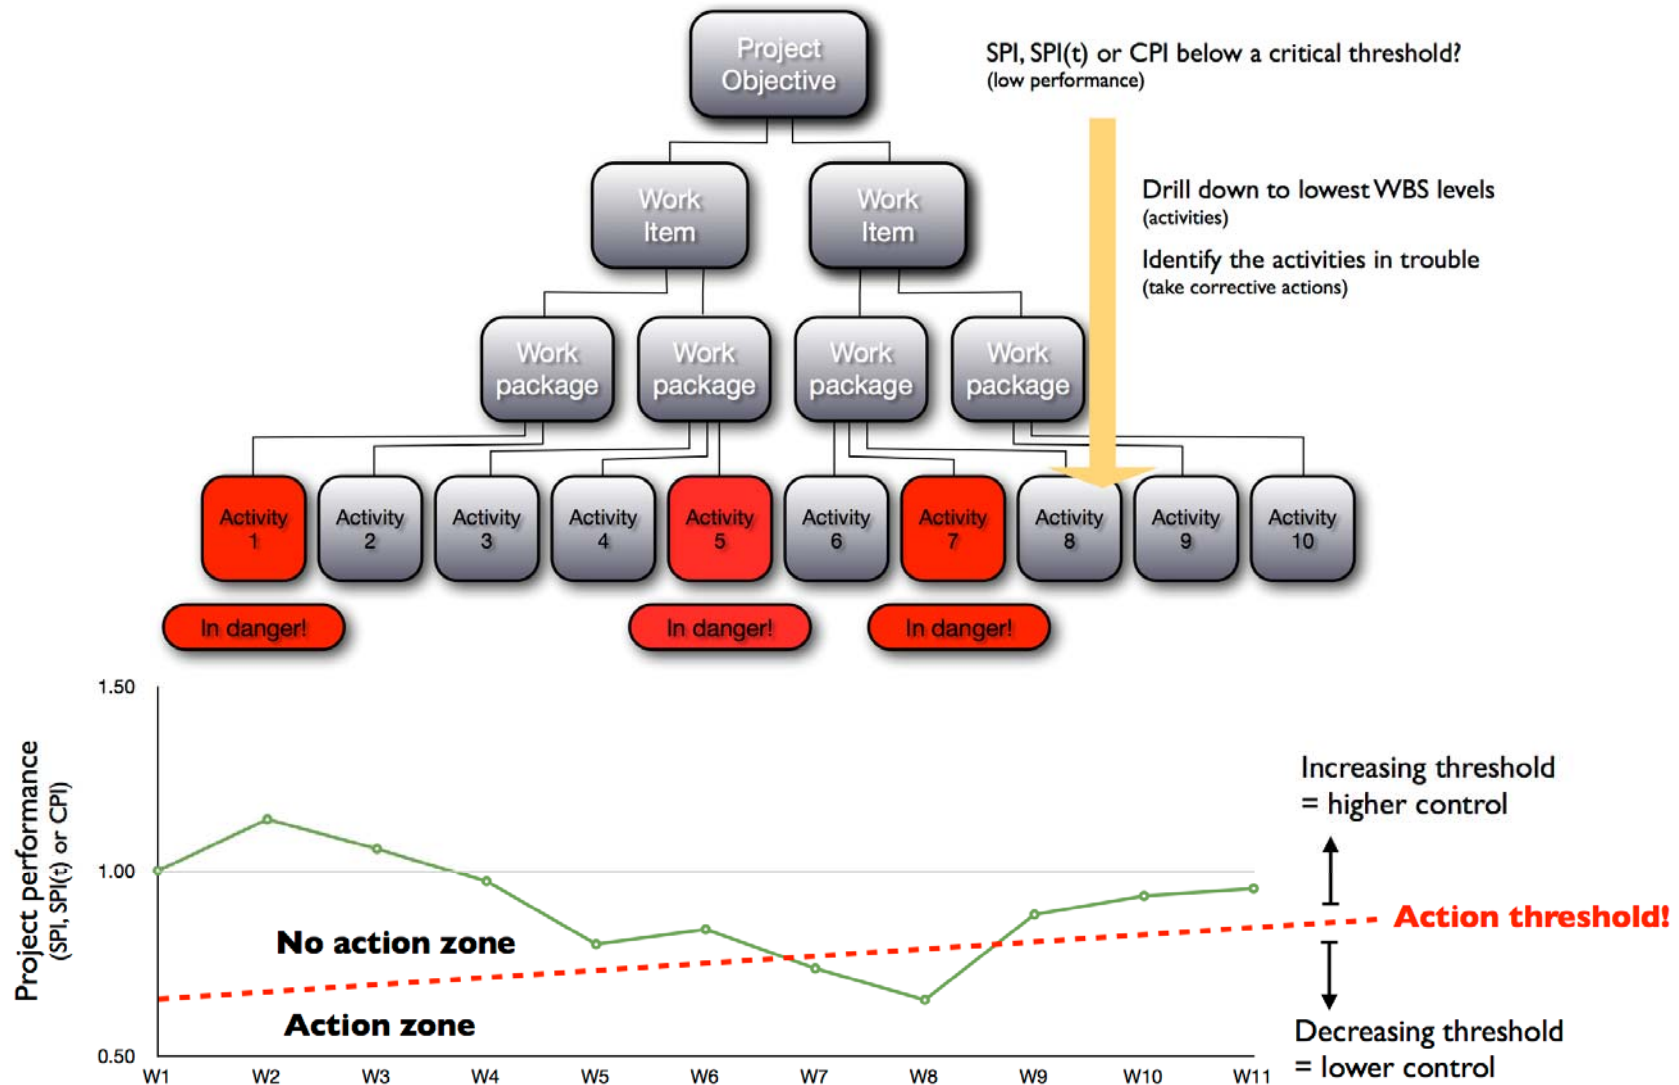 Project
Objective
SPI, SPI(t) or CPI below a critical threshold?
(low performance)
Work
Item
Work
Item
Drill down to lowest WBS levels
(activities)
Identify the activities in trouble
(take corrective actions)
Work
package
Work
package
Work
package
Work
package
Activity
1
Activity
2
Activity
3
Activity
4
Activity
5
Activity
6
Activity
7
Activity
8
Activity
9
Activity
10
In danger!
In danger!
In danger!
Project performance
(SPI, SPI(t) or CPI)
1.50
1.00
0.50
No action zone
Action zone
Increasing threshold
= higher control
Action threshold!
Decreasing threshold
= lower control
W1 W2 W3 W4 W5 W6 W7 W8 W9 W10 W11